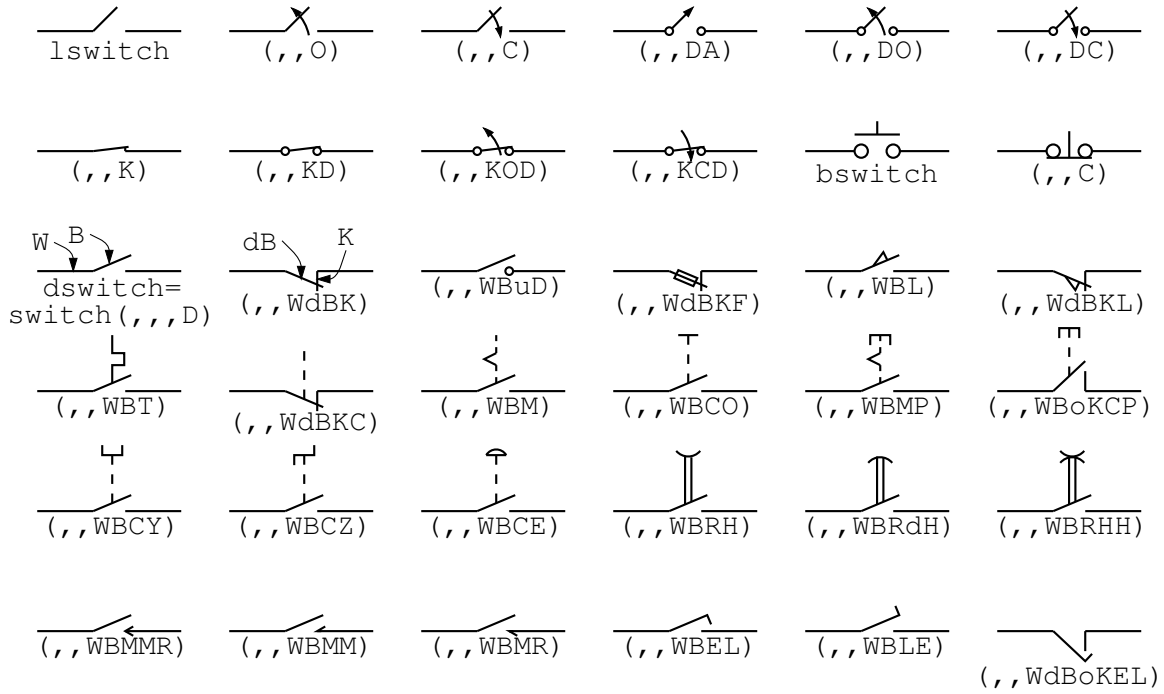 lswitch
(,,O)
(,,C)
(,,DA)
(,,DO)
(,,DC)
(,,K)
(,,KD)
(,,KOD)
(,,KCD)
bswitch
(,,C)
W
B
dswitch=
switch(,,,D)
dB
K
(,,WdBK)
(,,WBuD)
(,,WdBKF)
(,,WBL)
(,,WdBKL)
(,,WBT)
(,,WdBKC)
(,,WBM)
(,,WBCO)
(,,WBMP)
(,,WBoKCP)
(,,WBCY)
(,,WBCZ)
(,,WBCE)
(,,WBRH)
(,,WBRdH)
(,,WBRHH)
(,,WBMMR)
(,,WBMM)
(,,WBMR)
(,,WBEL)
(,,WBLE)
(,,WdBoKEL)